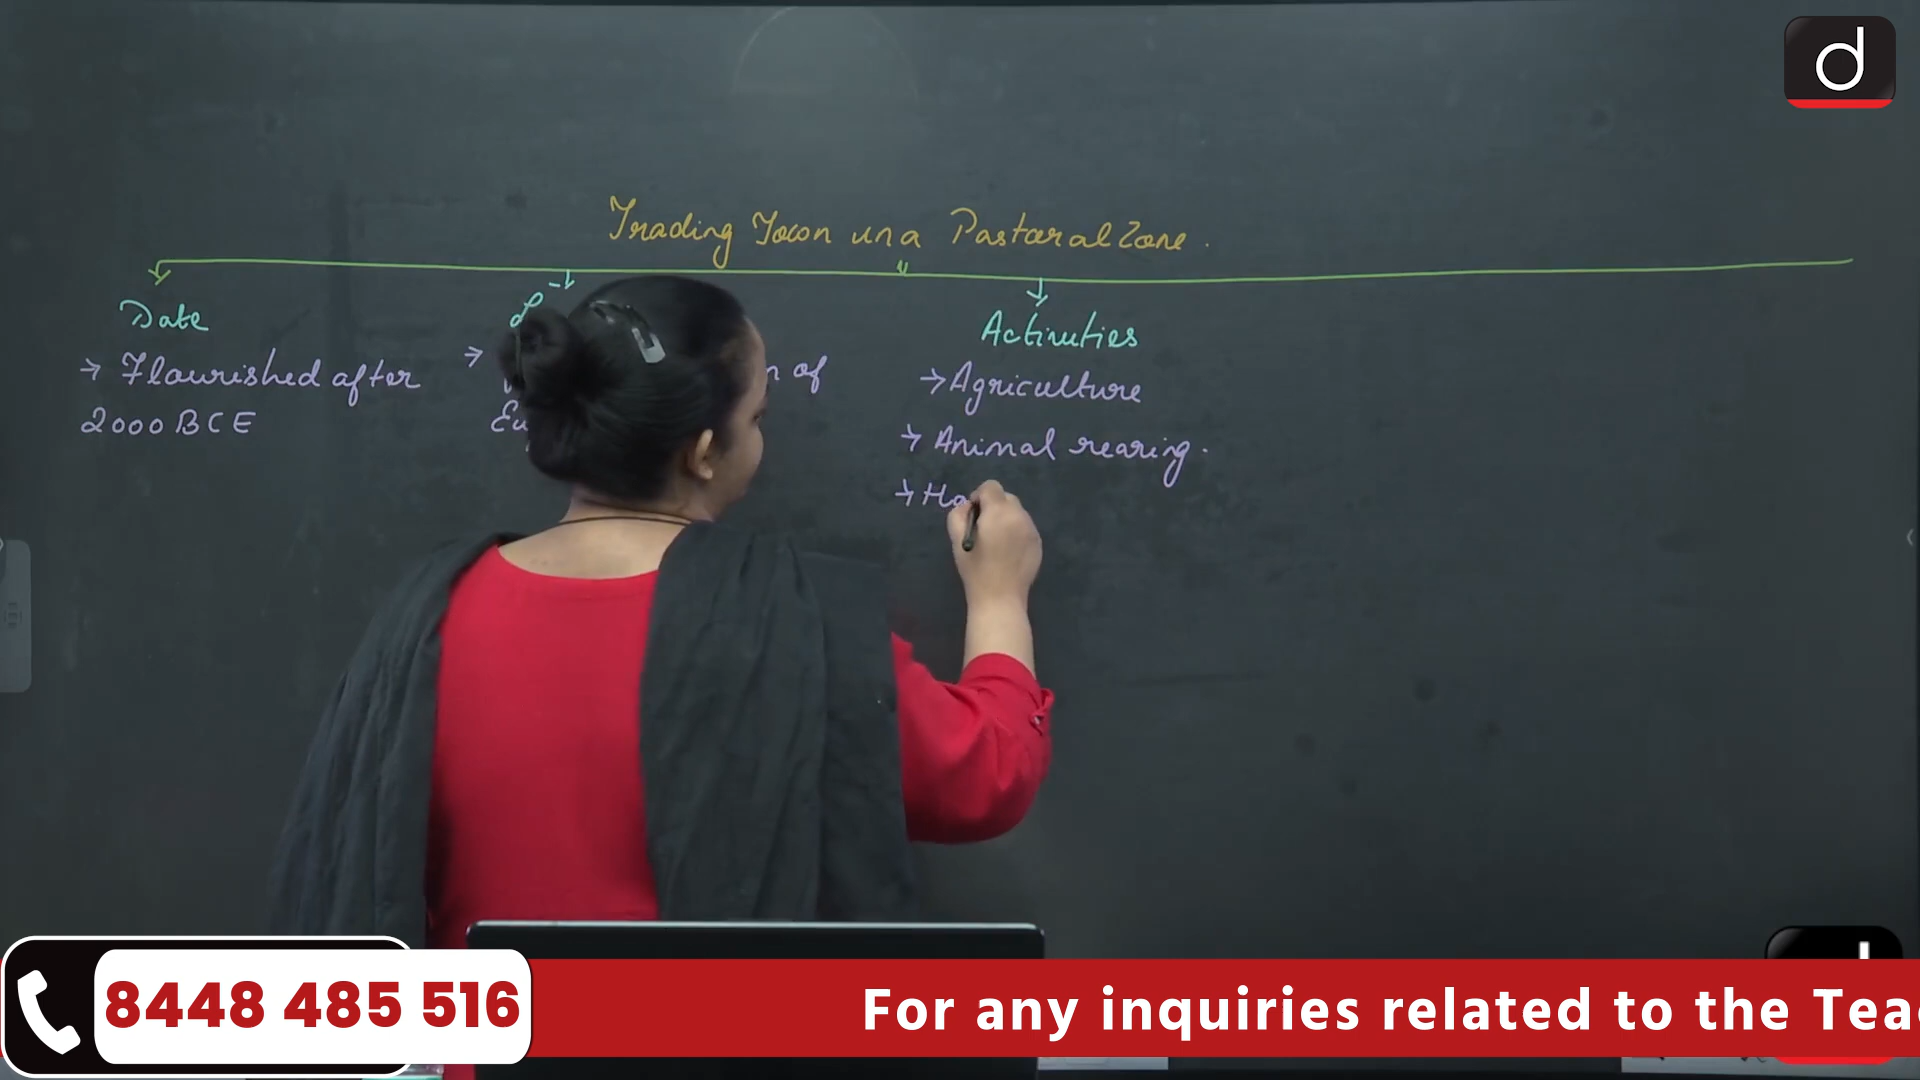 Trading Town in a Pastoral Zone.
Date
→ Flourished after
2000 BCE
→
of
Eu
Activities
→ Agriculture
→ Animal rearing.
→ Ha
d
8448 485 516
For any inquiries related to the Tea